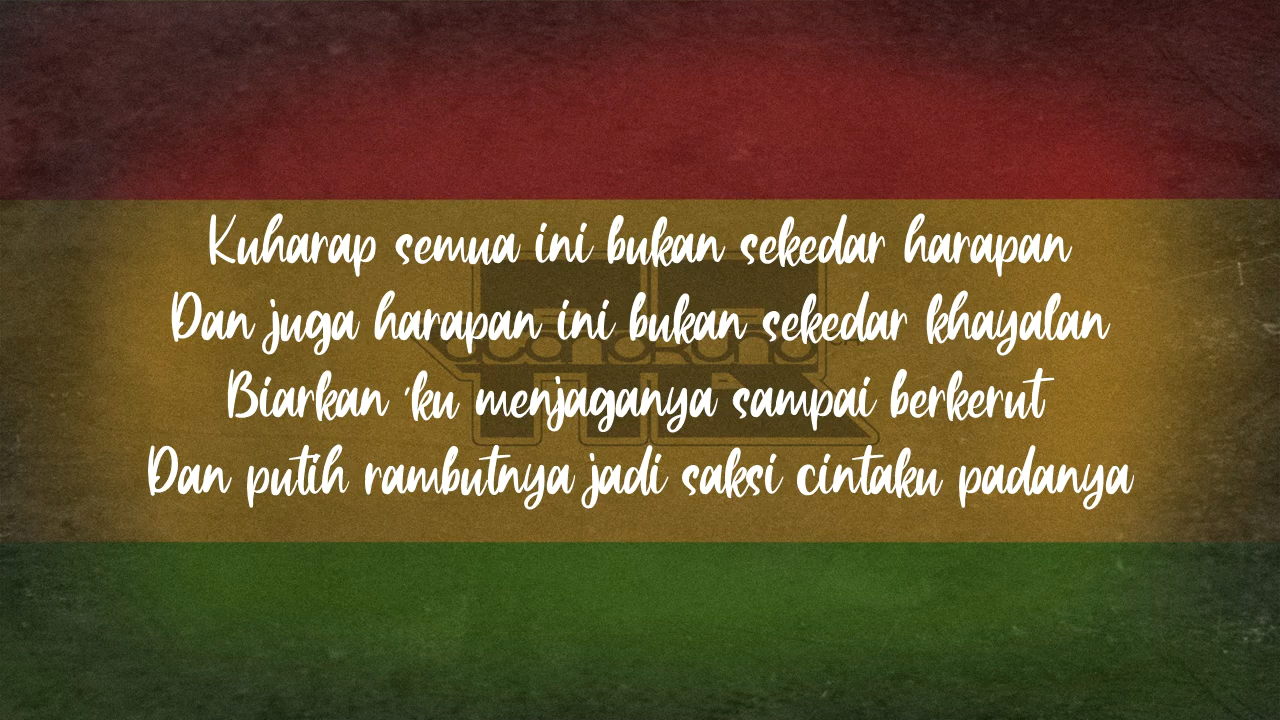 Kuharap semua ini bukan sekedar harapan
Dan juga harapan ini bukan sekedar khayalan
Biarkan 'ku menjaganya sampai berkerut
Dan putih rambutnya jadi saksi cintaku padanya